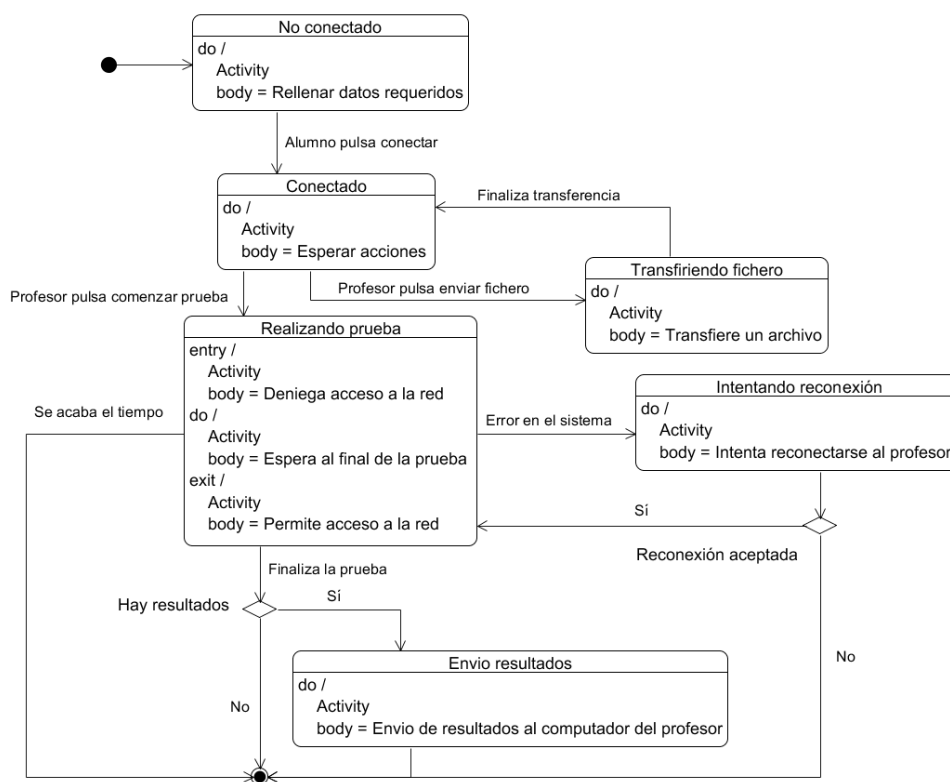 No conectado
do /
Activity
body = Rellenar datos requeridos
Alumno pulsa conectar
Conectado
do /
Activity
body = Esperar acciones
Finaliza transferencia
Transfiriendo fichero
do /
Activity
body = Transfiere un archivo
Profesor pulsa enviar fichero
Profesor pulsa comenzar prueba
Realizando prueba
entry /
Activity
body = Deniega acceso a la red
do /
Activity
body = Espera al final de la prueba
exit /
Activity
body = Permite acceso a la red
Se acaba el tiempo
Error en el sistema
Intentando reconexión
do /
Activity
body = Intenta reconectarse al profesor
Sí
Reconexión aceptada
No
Finaliza la prueba
Hay resultados
Sí
No
Envio resultados
do /
Activity
body = Envio de resultados al computador del profesor